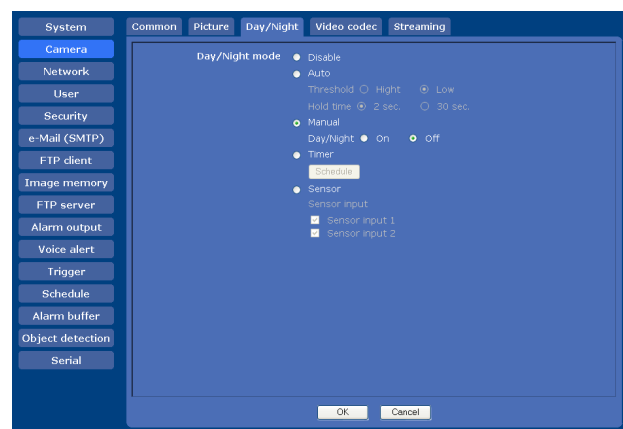 System
Camera
Network
User
Security
e-Mail (SMTP)
FTP client
Image memory
FTP server
Alarm output
Voice alert
Trigger
Schedule
Alarm buffer
Object detection
Serial
Common Picture Day/Night Video codec Streaming
Day/Night mode Disable
Auto
Threshold Hight Low
Hold time 2 sec. 30 sec.
Manual
Day/Night On Off
Timer
Schedule
Sensor
Sensor input
Sensor input 1
Sensor input 2
OK Cancel